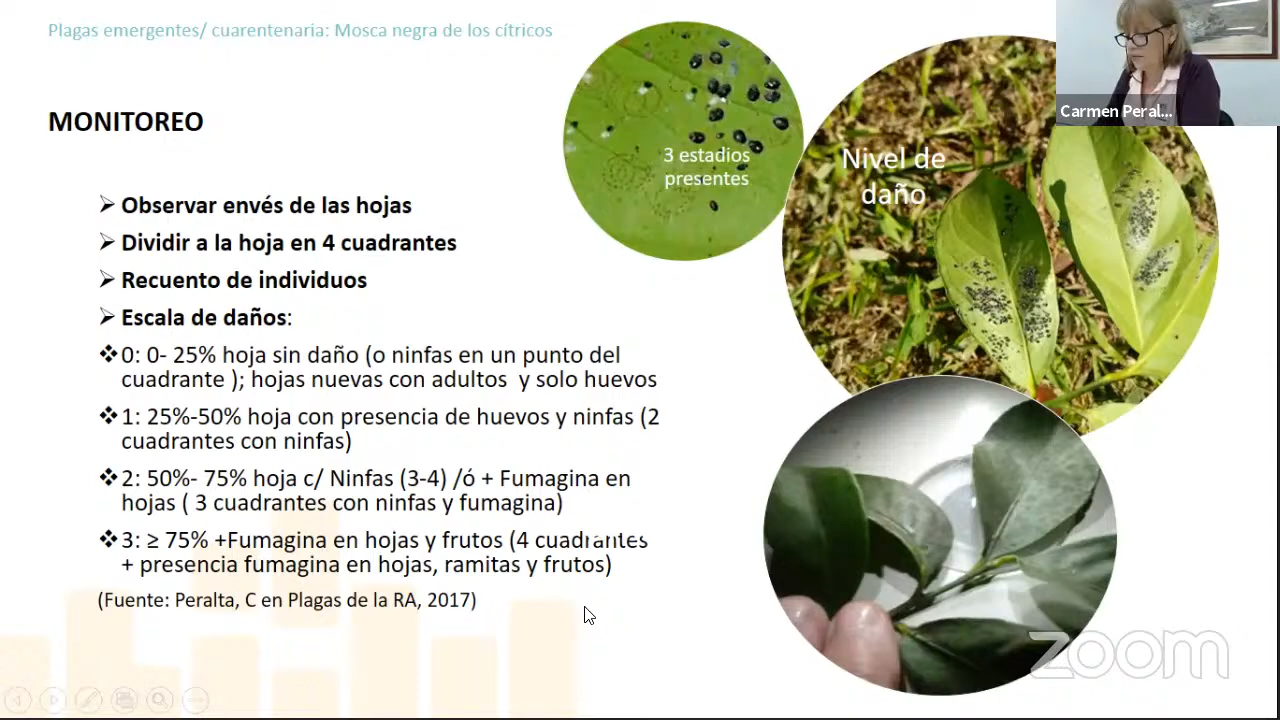 Plagas emergentes/ cuarentenaria: Mosca negra de los cítricos
MONITOREO
Observar envés de las hojas
Dividir a la hoja en 4 cuadrantes
Recuento de individuos
Escala de daños:
0: 0- 25% hoja sin daño (o ninfas en un punto del
cuadrante ); hojas nuevas con adultos y solo huevos
1: 25%-50% hoja con presencia de huevos y ninfas (2
cuadrantes con ninfas)
2: 50%- 75% hoja c/ Ninfas (3-4) /ó + Fumagina en
hojas ( 3 cuadrantes con ninfas y fumagina)
3: ≥ 75% +Fumagina en hojas y frutos (4 cuadrantes
+ presencia fumagina en hojas, ramitas y frutos)
(Fuente: Peralta, C en Plagas de la RA, 2017)
3 estadios
presentes
Nivel de
daño
Carmen Peral...
zoom